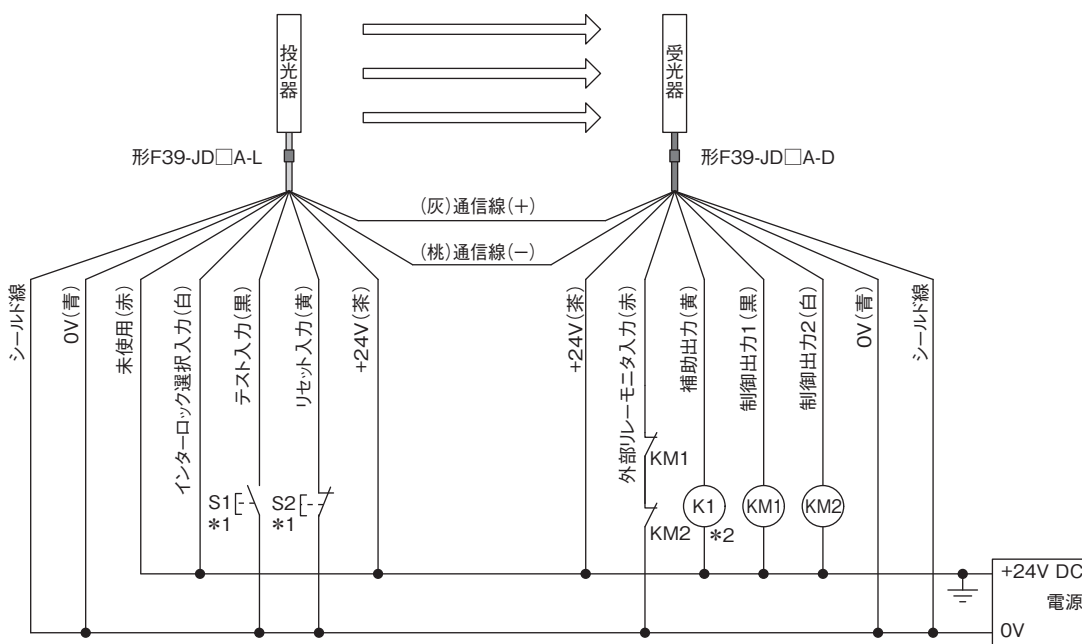 投光器
受光器
形F39-JD□A-L
形F39-JD□A-D
(灰)通信線(+)
(桃)通信線(−)
シールド線
0V(青)
未使用(赤)
インターロック選択入力(白)
テスト入力(黒)
リセット入力(黄)
+24V(茶)
+24V(茶)
外部リレーモニタ入力(赤)
補助出力(黄)
制御出力1(黒)
制御出力2(白)
0V(青)
シールド線
KM1
S1
*1
S2
*1
KM2
K1
*2
KM1
KM2
+24V DC
電源
0V